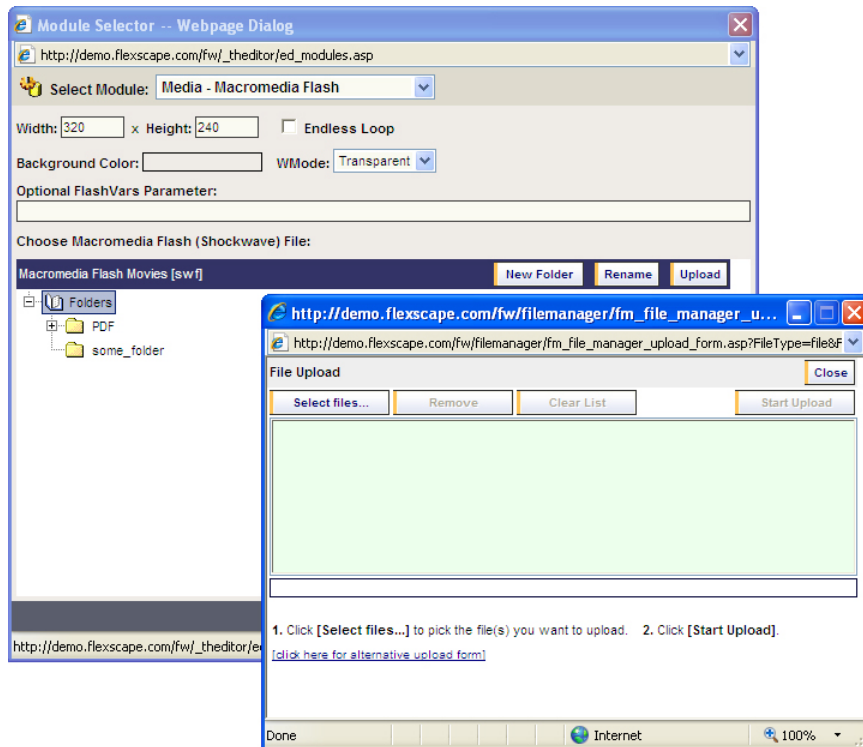 Module Selector -- Webpage Dialog
http://demo.flexscape.com/fw/_theditor/ed_modules.asp
Select Module: Media - Macromedia Flash
Width: 320 x Height: 240 Endless Loop
Background Color: WMode: Transparent
Optional FlashVars Parameter:
Choose Macromedia Flash (Shockwave) File:
Macromedia Flash Movies [swf] New Folder Rename Upload
Folders
PDF
some_folder
http://demo.flexscape.com/fw/_theditor/e
http://demo.flexscape.com/fw/filemanager/fm_file_manager_u...
http://demo.flexscape.com/fw/filemanager/fm_file_manager_upload_form.asp?FileType=file&F
File Upload Close
Select files... Remove Clear List Start Upload
1. Click [Select files...] to pick the file(s) you want to upload. 2. Click [Start Upload].
[click here for alternative upload form]
Done Internet 100%